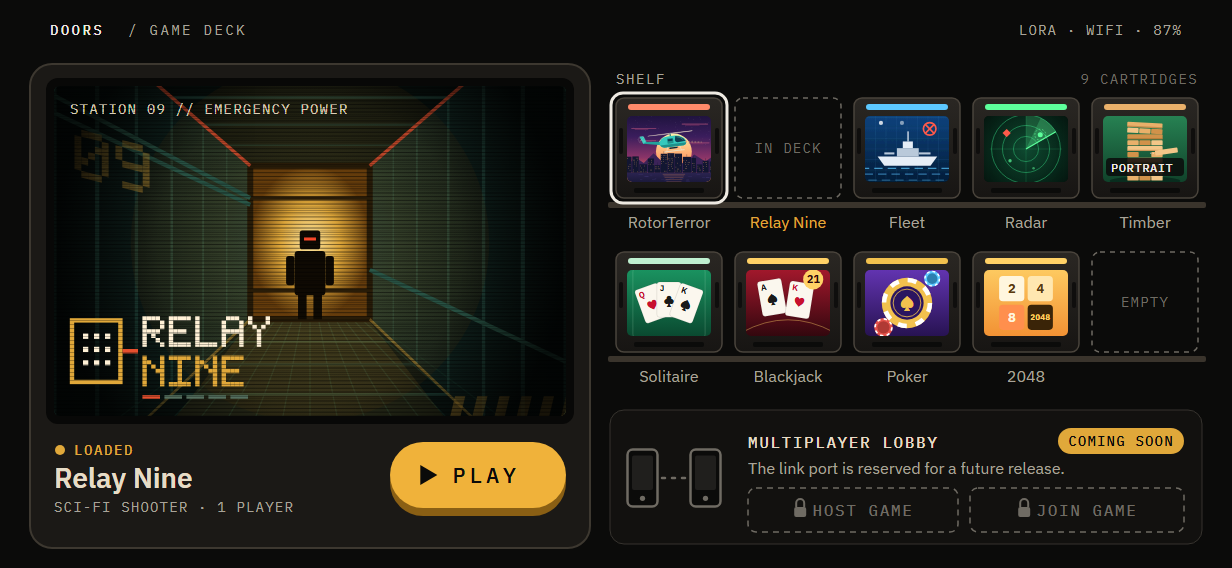 DOORS / GAME DECK
LORA · WIFI · 87%
STATION 09 // EMERGENCY POWER
09
RELAY
NINE
LOADED
Relay Nine
SCI-FI SHOOTER · 1 PLAYER
PLAY
SHELF
9 CARTRIDGES
IN DECK
PORTRAIT
RotorTerror
Relay Nine
Fleet
Radar
Timber
Q J K
A K 21
2 4
8 2048
EMPTY
Solitaire
Blackjack
Poker
2048
MULTIPLAYER LOBBY
COMING SOON
The link port is reserved for a future release.
HOST GAME
JOIN GAME